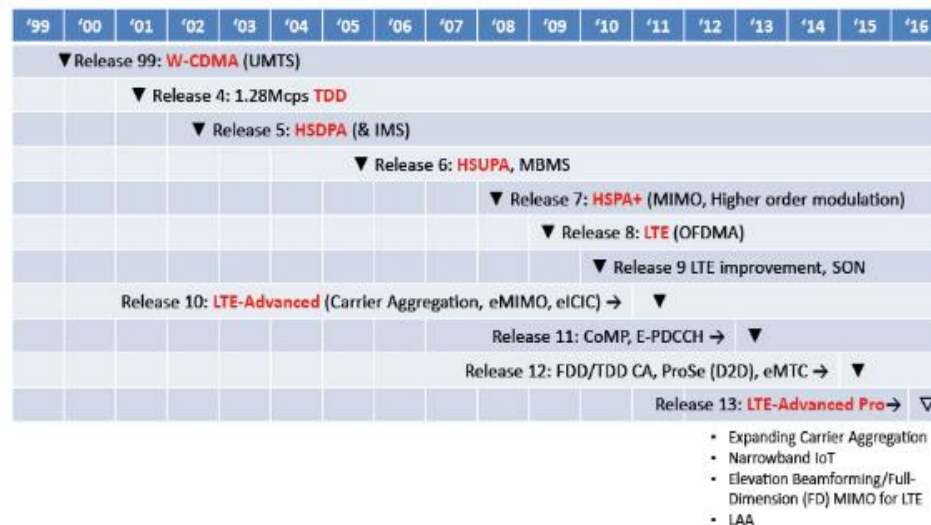 '99 '00 '01 '02 '03 '04 '05 '06 '07 '08 '09 '10 '11 '12 '13 '14 '15 '16
▼Release 99: W-CDMA (UMTS)
▼ Release 4: 1.28Mcps TDD
▼ Release 5: HSDPA (& IMS)
▼ Release 6: HSUPA, MBMS
▼ Release 7: HSPA+ (MIMO, Higher order modulation)
▼ Release 8: LTE (OFDMA)
▼ Release 9 LTE improvement, SON
Release 10: LTE-Advanced (Carrier Aggregation, eMIMO, eICIC) → ▼
Release 11: CoMP, E-PDCCH → ▼
Release 12: FDD/TDD CA, ProSe (D2D), eMTC → ▼
Release 13: LTE-Advanced Pro→ ▽
• Expanding Carrier Aggregation
• Narrowband IoT
• Elevation Beamforming/Full-
Dimension (FD) MIMO for LTE
• LAA